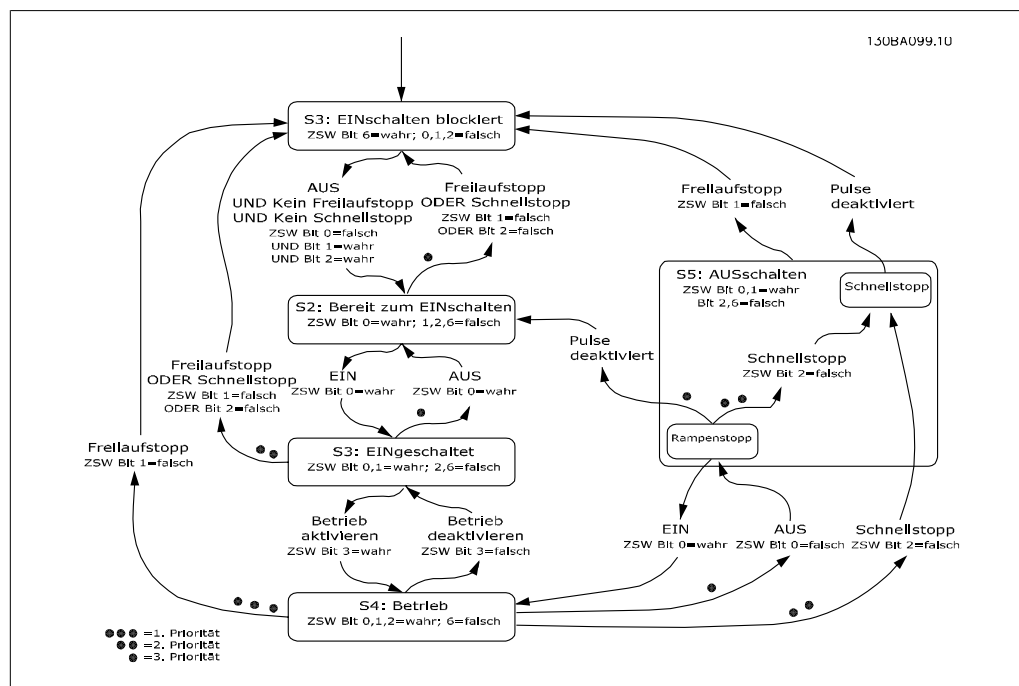 130BA099.10
S3: EINschalten blockiert
ZSW Bit 6=wahr; 0,1,2=falsch
AUS
UND Kein Freilaufstopp
UND Kein Schnellstopp
ZSW Bit 0=falsch
UND Bit 1=wahr
UND Bit 2=wahr
Freilaufstopp
ODER Schnellstopp
ZSW Bit 1=falsch
ODER Bit 2=falsch
Freilaufstopp
ZSW Bit 1=falsch
Pulse
deaktiviert
S5: AUSschalten
ZSW Bit 0,1=wahr
Bit 2,6=falsch
Schnellstopp
S2: Bereit zum EINschalten
ZSW Bit 0=wahr; 1,2,6=falsch
Pulse
deaktiviert
Schnellstopp
ZSW Bit 2=falsch
EIN
ZSW Bit 0=wahr
AUS
ZSW Bit 0=wahr
Freilaufstopp
ODER Schnellstopp
ZSW Bit 1=falsch
ODER Bit 2=falsch
Rampenstopp
Freilaufstopp
ZSW Bit 1=falsch
S3: EINgeschaltet
ZSW Bit 0,1=wahr; 2,6=falsch
Betrieb
aktivieren
ZSW Bit 3=wahr
Betrieb
deaktivieren
ZSW Bit 3=falsch
EIN
ZSW Bit 0=wahr
AUS
ZSW Bit 0=falsch
Schnellstopp
ZSW Bit 2=falsch
S4: Betrieb
ZSW Bit 0,1,2=wahr; 6=falsch
=1. Priorität
=2. Priorität
=3. Priorität